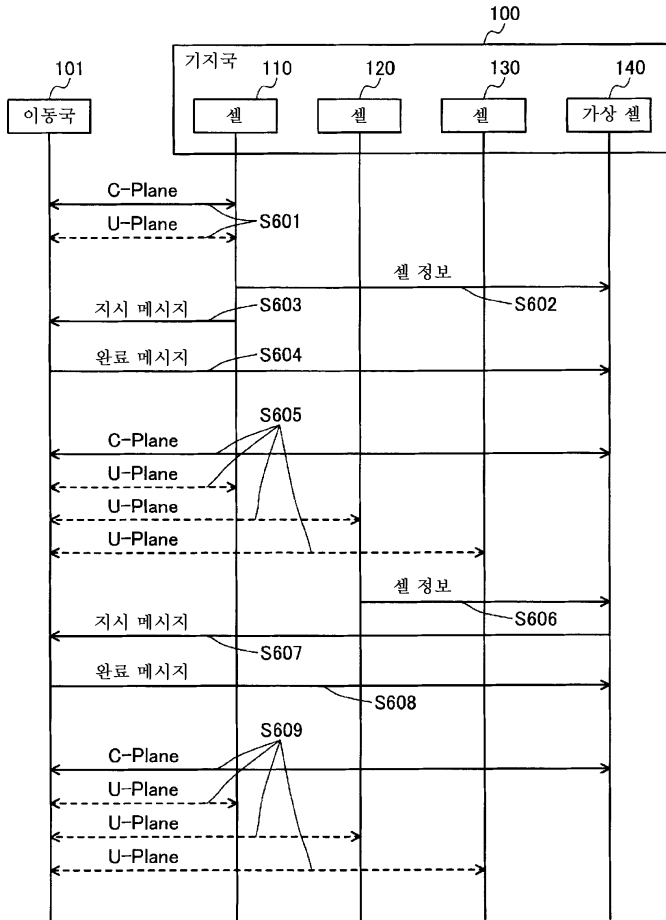 100
기지국
101
110
120
130
140
이동국
셀
셀
셀
가상 셀
C-Plane
U-Plane
S601
셀 정보
S602
지시 메시지
S603
완료 메시지
S604
S605
C-Plane
U-Plane
U-Plane
U-Plane
셀 정보
S606
지시 메시지
S607
완료 메시지
S608
S609
C-Plane
U-Plane
U-Plane
U-Plane